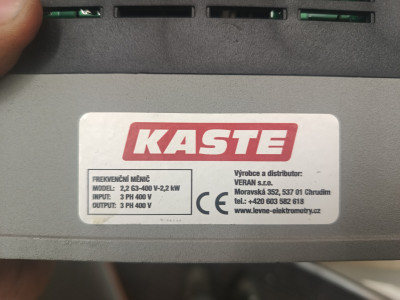 KASTE
FREKVENČNÍ MĚNIČ
MODEL: 2,2 G3-400 V-2,2 kW
INPUT: 3 PH 400 V
OUTPUT: 3 PH 400 V
CE
Výrobce a distributor:
VERAN s.r.o.
Moravská 352, 537 01 Chrudim
tel.: +420 603 582 618
www.levne-elektromotry.cz